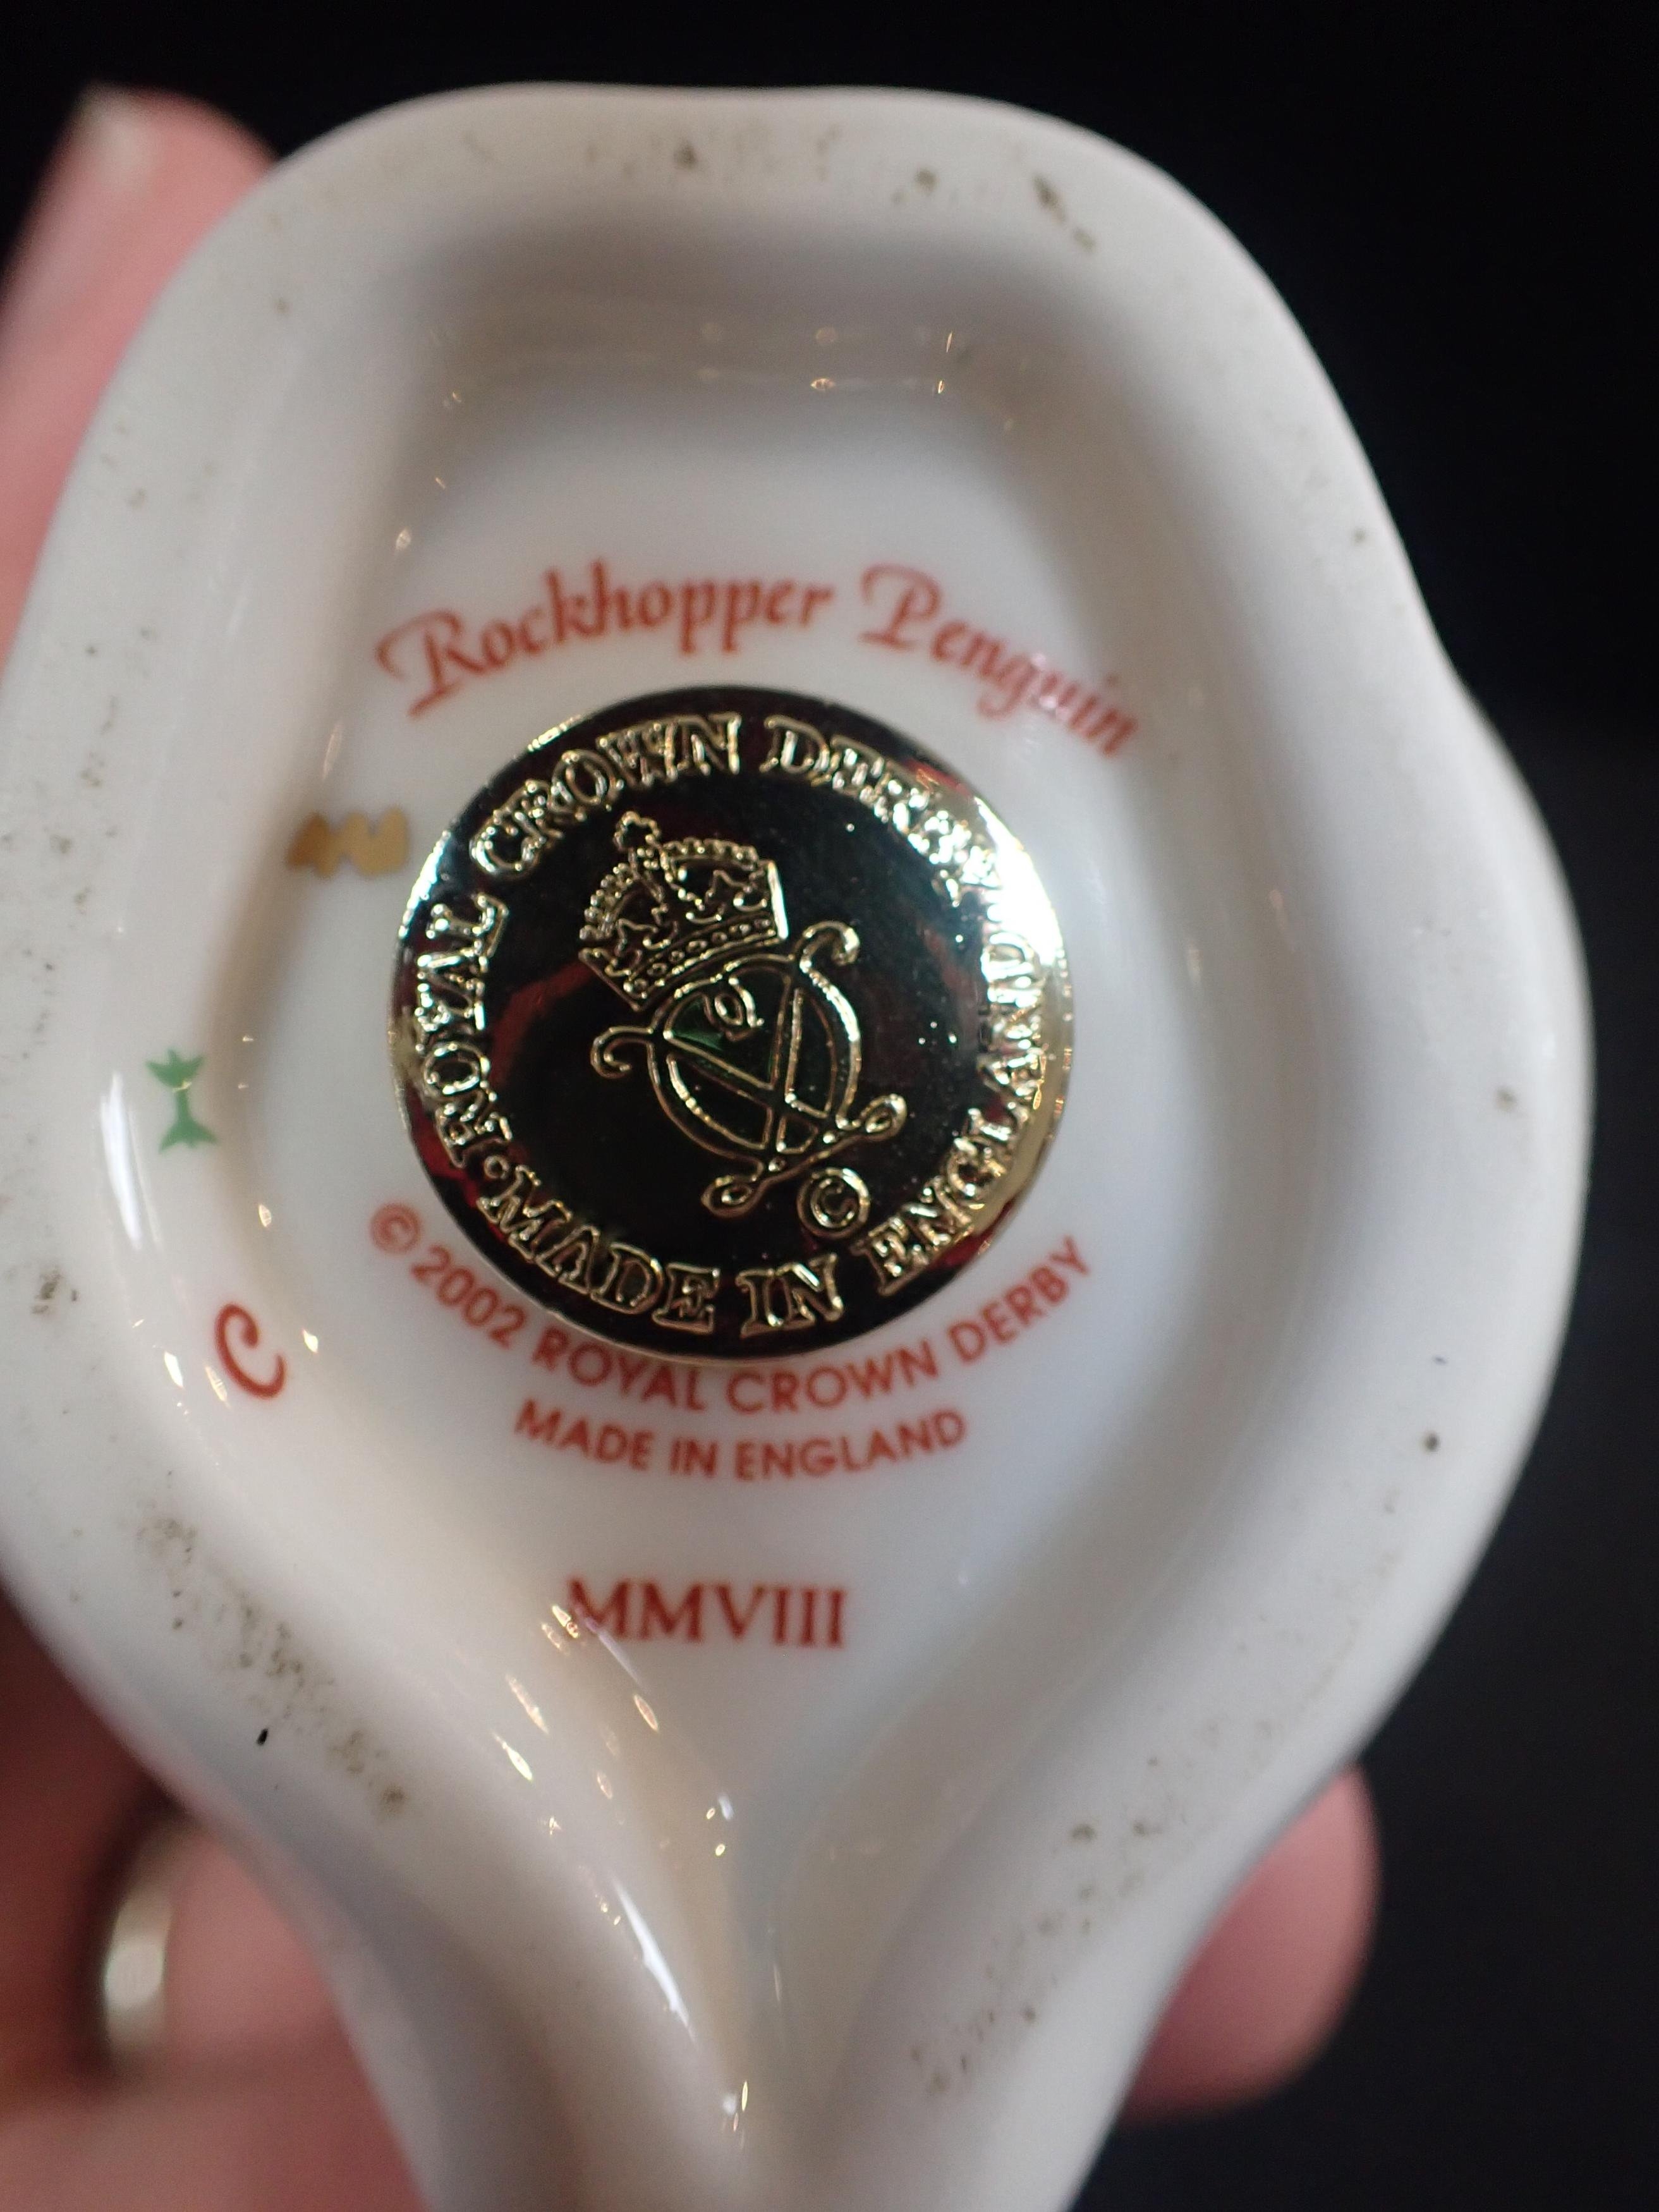 Rockhopper Penguin
ROYAL CROWN DERBY
· MADE IN ENGLAND
©
© 2002 ROYAL CROWN DERBY
MADE IN ENGLAND
C
MMVIII